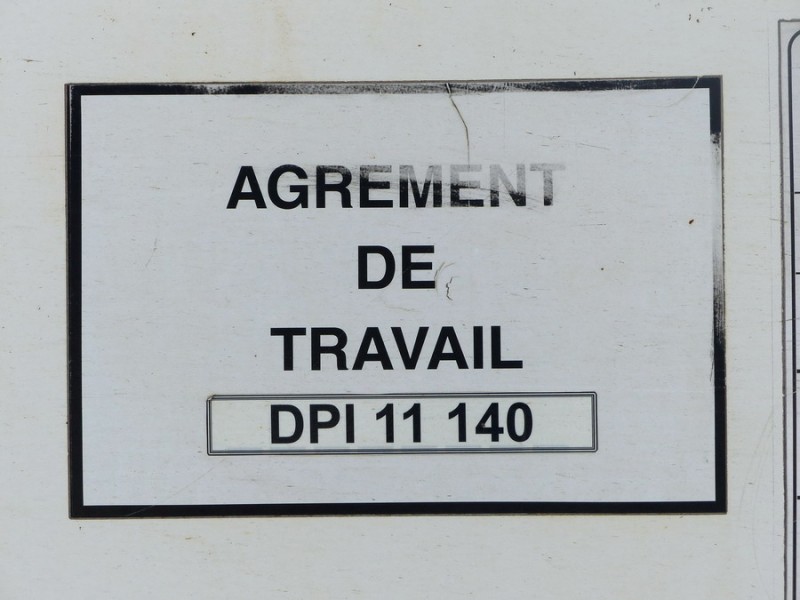 AGREMENT
DE
TRAVAIL
DPI 11 140